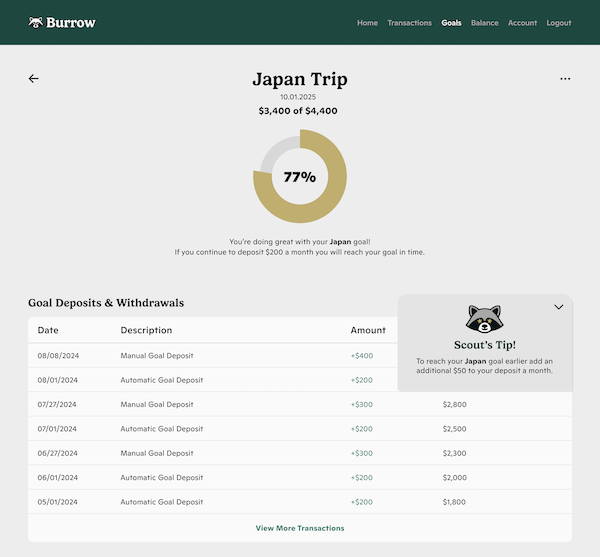 Burrow
Home Transactions Goals Balance Account Logout
Japan Trip
10.01.2025
$3,400 of $4,400
77%
You're doing great with your Japan goal!
If you continue to deposit $200 a month you will reach your goal in time.
Goal Deposits & Withdrawals
Date Description Amount
08/08/2024 Manual Goal Deposit +$400
08/01/2024 Automatic Goal Deposit +$200
Scout's Tip!
To reach your Japan goal earlier add an
additional $50 to your deposit a month.
07/27/2024 Manual Goal Deposit +$300 $2,800
07/01/2024 Automatic Goal Deposit +$200 $2,500
06/27/2024 Manual Goal Deposit +$300 $2,300
06/01/2024 Automatic Goal Deposit +$200 $2,000
05/01/2024 Automatic Goal Deposit +$200 $1,800
View More Transactions